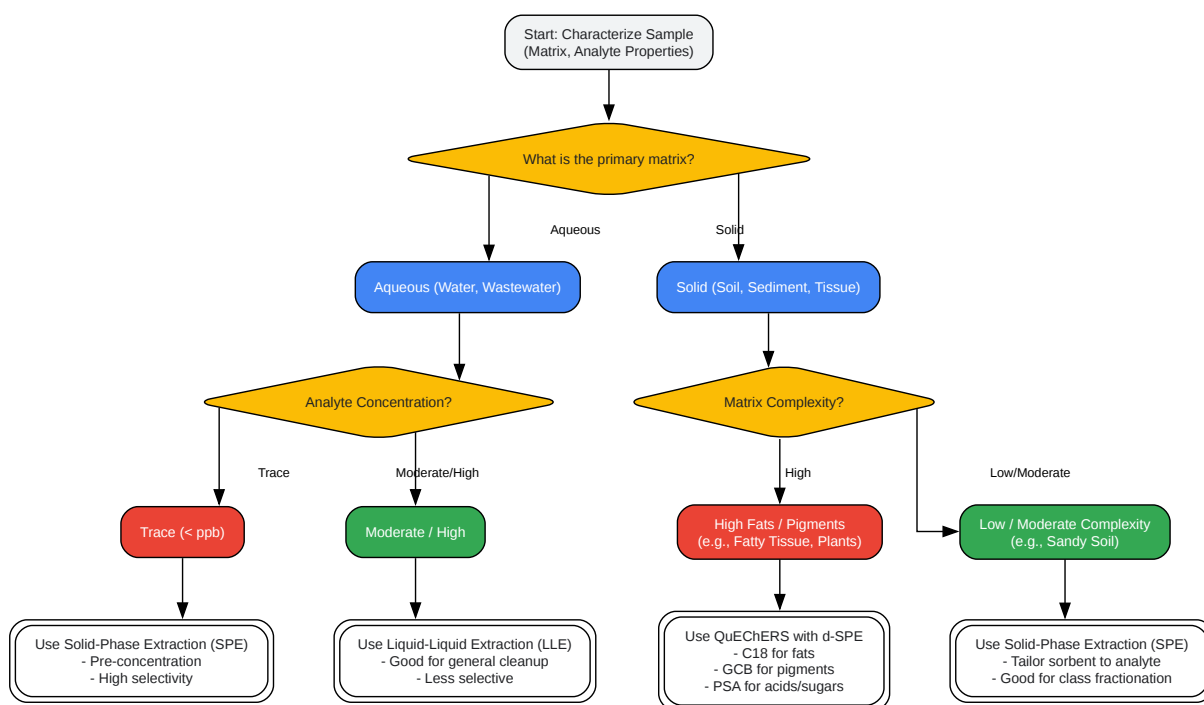 Start: Characterize Sample
(Matrix, Analyte Properties)
What is the primary matrix?
Aqueous
Solid
Aqueous (Water, Wastewater)
Solid (Soil, Sediment, Tissue)
Analyte Concentration?
Matrix Complexity?
Trace
Moderate/High
High
Low/Moderate
Trace (< ppb)
Moderate / High
High Fats / Pigments
(e.g., Fatty Tissue, Plants)
Low / Moderate Complexity
(e.g., Sandy Soil)
Use Solid-Phase Extraction (SPE)
- Pre-concentration
- High selectivity
Use Liquid-Liquid Extraction (LLE)
- Good for general cleanup
- Less selective
Use QuEChERS with d-SPE
- C18 for fats
- GCB for pigments
- PSA for acids/sugars
Use Solid-Phase Extraction (SPE)
- Tailor sorbent to analyte
- Good for class fractionation